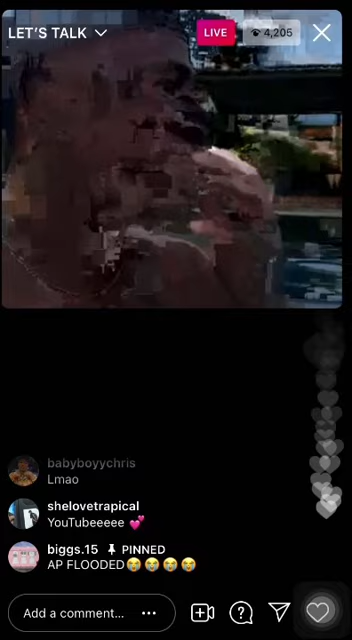 LET'S TALK
LIVE
4,205
babyboyychris
Lmao
shelovetrapical
YouTubeeeee 💕
biggs.15 📌 PINNED
AP FLOODED😭😭😭😭
Add a comment...